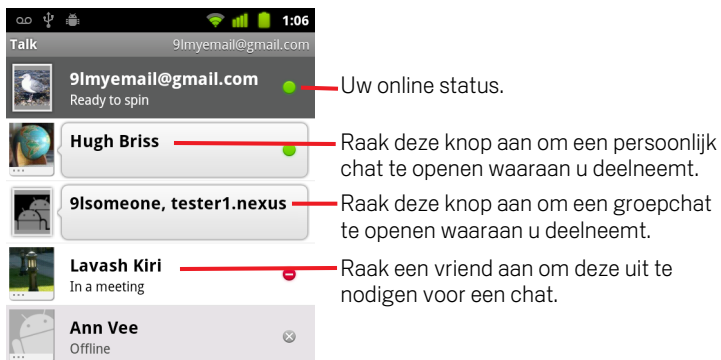 1:06
Talk 9lmyemail@gmail.com
9lmyemail@gmail.com
Ready to spin
Uw online status.
Hugh Briss
Raak deze knop aan om een persoonlijk
chat te openen waaraan u deelneemt.
9lsomeone, tester1.nexus
Raak deze knop aan om een groepchat
te openen waaraan u deelneemt.
Lavash Kiri
In a meeting
Raak een vriend aan om deze uit te
nodigen voor een chat.
Ann Vee
Offline